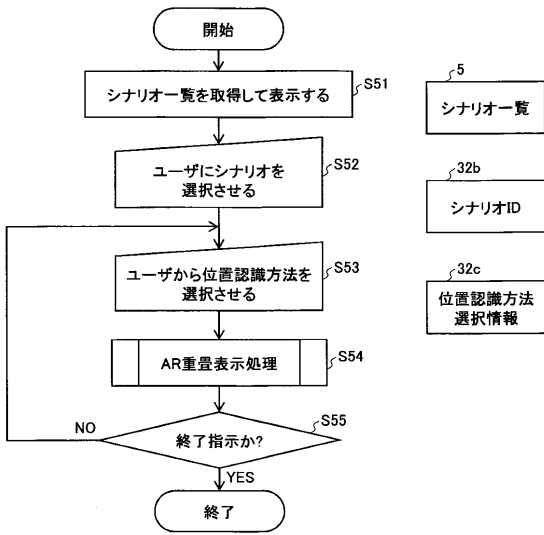 開始
シナリオ一覧を取得して表示する
S51
ユーザにシナリオを
選択させる
S52
ユーザから位置認識方法を
選択させる
S53
AR重畳表示処理
S54
終了指示か?
S55
NO
YES
終了
5
シナリオ一覧
32b
シナリオID
32c
位置認識方法
選択情報